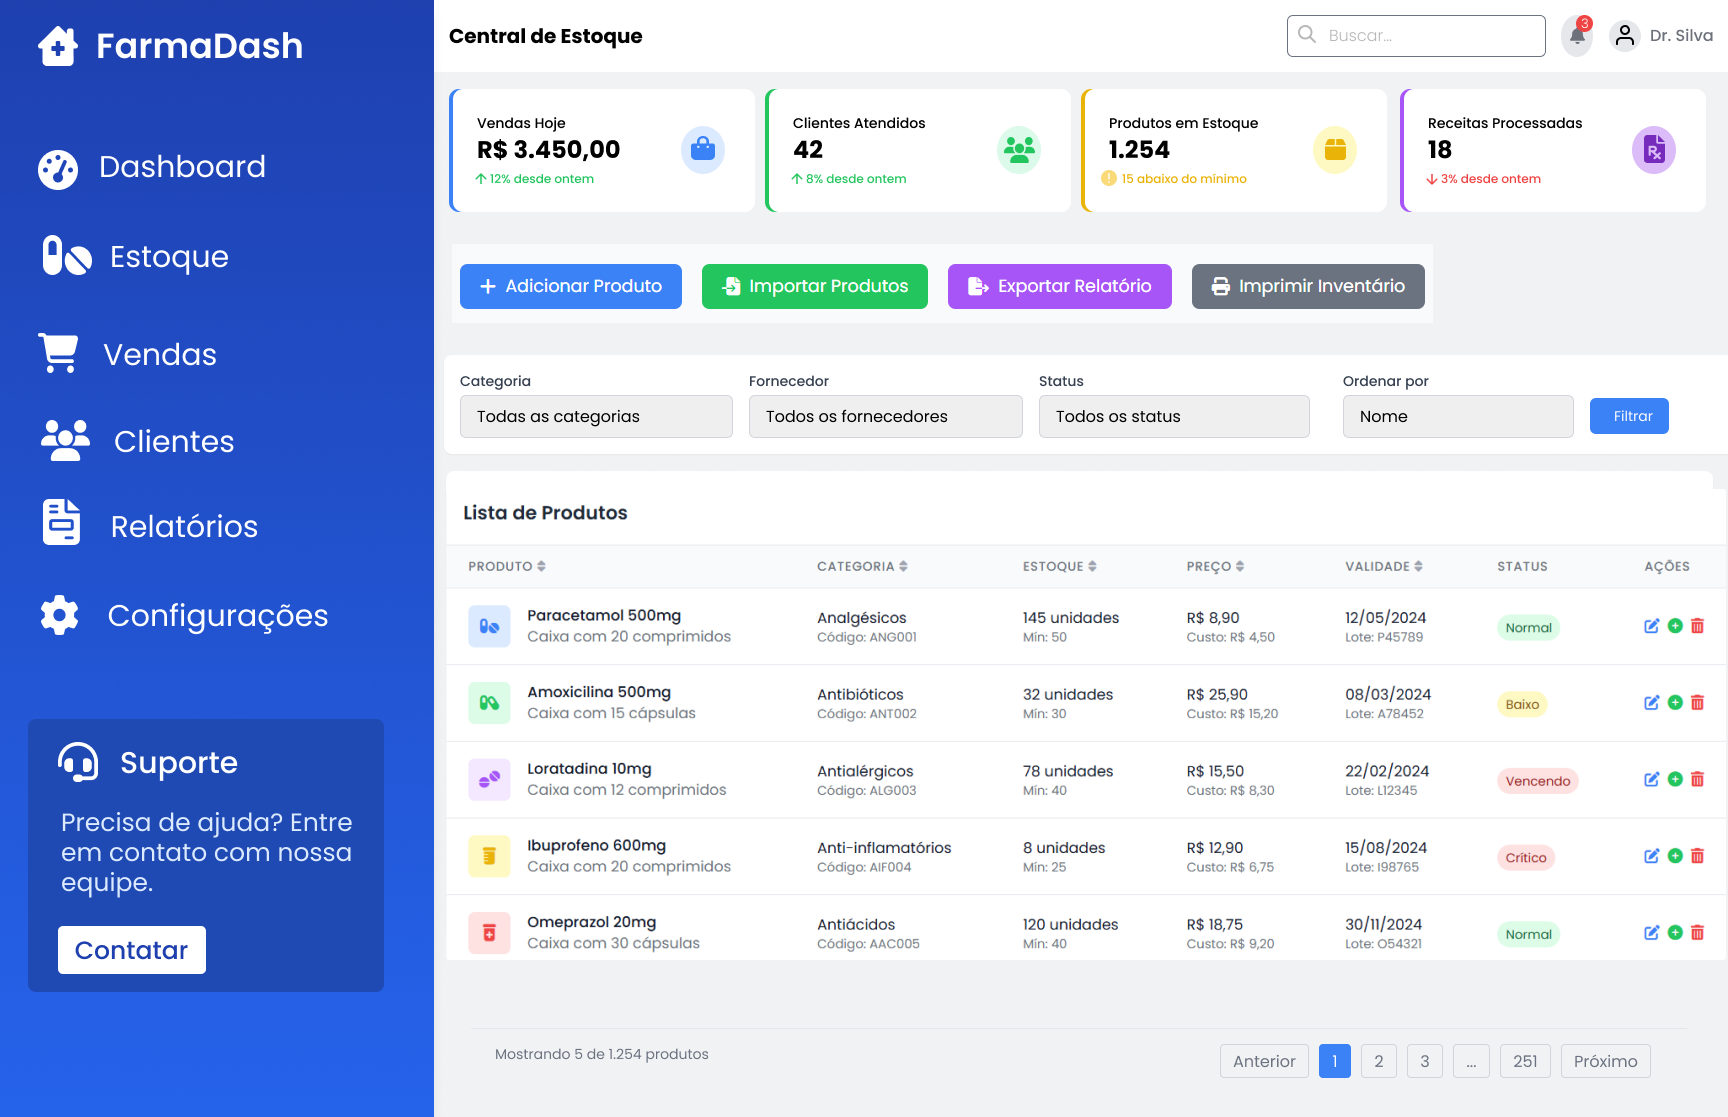 FarmaDash
Dashboard
Estoque
Vendas
Clientes
Relatórios
Configurações
Suporte
Precisa de ajuda? Entre
em contato com nossa
equipe.
Contatar
Central de Estoque
Buscar...
3
Dr. Silva
Vendas Hoje
R$ 3.450,00
12% desde ontem
Clientes Atendidos
42
8% desde ontem
Produtos em Estoque
1.254
15 abaixo do mínimo
Receitas Processadas
18
3% desde ontem
Adicionar Produto
Importar Produtos
Exportar Relatório
Imprimir Inventário
Categoria
Todas as categorias
Fornecedor
Todos os fornecedores
Status
Todos os status
Ordenar por
Nome
Filtrar
Lista de Produtos
PRODUTO CATEGORIA ESTOQUE PREÇO VALIDADE STATUS AÇÕES
Paracetamol 500mg Analgésicos 145 unidades R$ 8,90 12/05/2024 Normal
Caixa com 20 comprimidos Código: ANG001 Mín: 50 Custo: R$ 4,50 Lote: P45789
Amoxicilina 500mg Antibióticos 32 unidades R$ 25,90 08/03/2024 Baixo
Caixa com 15 cápsulas Código: ANT002 Mín: 30 Custo: R$ 15,20 Lote: A78452
Loratadina 10mg Antialérgicos 78 unidades R$ 15,50 22/02/2024 Vencendo
Caixa com 12 comprimidos Código: ALG003 Mín: 40 Custo: R$ 8,30 Lote: L12345
Ibuprofeno 600mg Anti-inflamatórios 8 unidades R$ 12,90 15/08/2024 Crítico
Caixa com 20 comprimidos Código: AIF004 Mín: 25 Custo: R$ 6,75 Lote: I98765
Omeprazol 20mg Antiácidos 120 unidades R$ 18,75 30/11/2024 Normal
Caixa com 30 cápsulas Código: AAC005 Mín: 40 Custo: R$ 9,20 Lote: O54321
Mostrando 5 de 1.254 produtos
Anterior 1 2 3 ... 251 Próximo